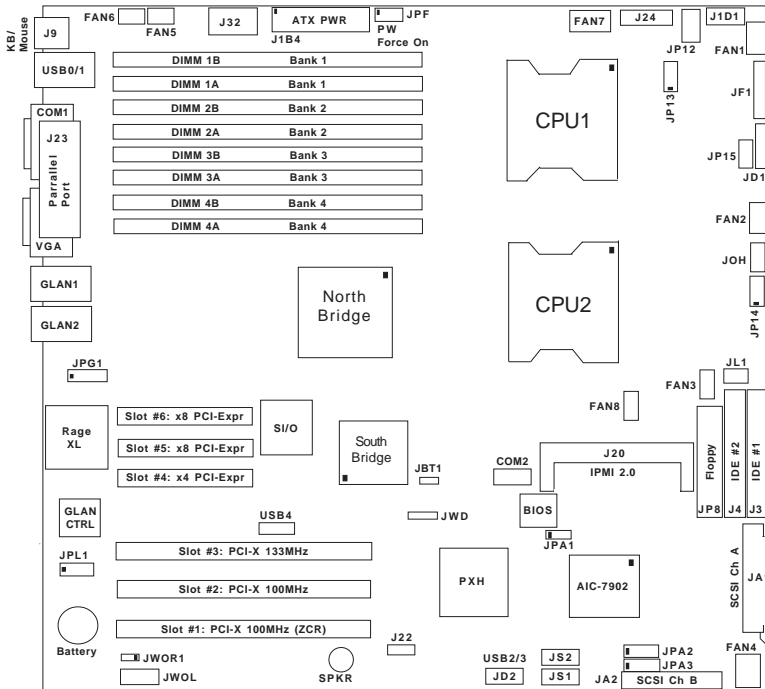 KB/
Mouse
J9
FAN6
FAN5
J32
ATX PWR
J1B4
JPF
PW
Force On
FAN7
J24
JP12
J1D1
FAN1
USB0/1
DIMM 1B Bank 1
DIMM 1A Bank 1
DIMM 2B Bank 2
DIMM 2A Bank 2
DIMM 3B Bank 3
DIMM 3A Bank 3
DIMM 4B Bank 4
DIMM 4A Bank 4
CPU1
JP13
JF1
COM1
J23
Parrallel
Port
VGA
JP15
JD1
FAN2
JOH
JP14
GLAN1
GLAN2
North
Bridge
CPU2
JPG1
JL1
FAN3
FAN8
Rage
XL
Slot #6: x8 PCI-Expr
Slot #5: x8 PCI-Expr
Slot #4: x4 PCI-Expr
SI/O
South
Bridge
JBT1
COM2
J20
IPMI 2.0
Floppy
JP8
IDE #2
J4
IDE #1
J3
GLAN
CTRL
USB4
JWD
BIOS
JPA1
JPL1
Slot #3: PCI-X 133MHz
Slot #2: PCI-X 100MHz
Slot #1: PCI-X 100MHz (ZCR)
PXH
AIC-7902
SCSI Ch A
Battery
JWOR1
JWOL
SPKR
J22
USB2/3
JD2
JS2
JS1
JPA2
JPA3
JA2
SCSI Ch B
FAN4